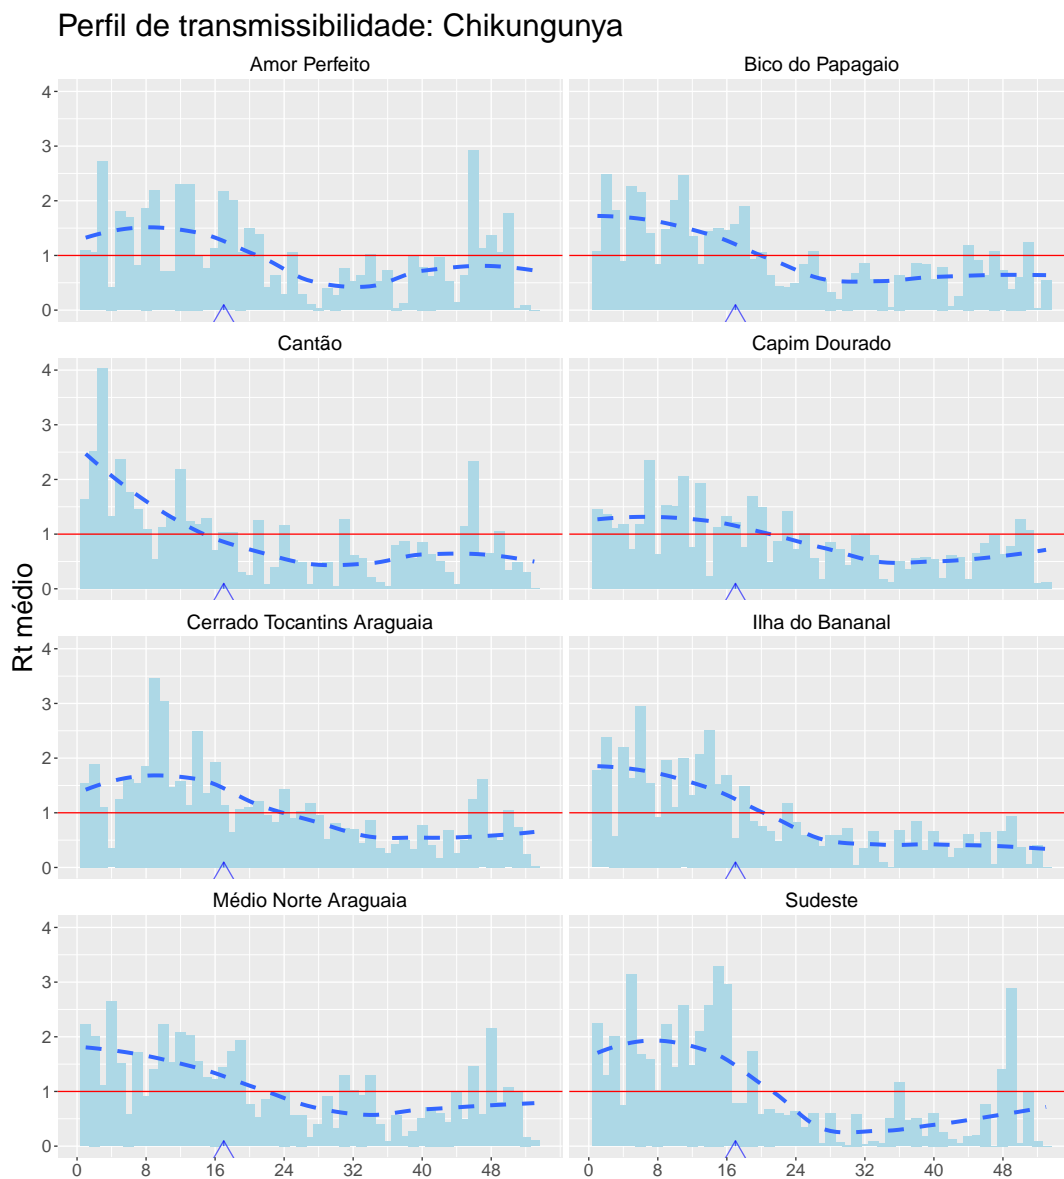 Perfil de transmissibilidade: Chikungunya
Amor Perfeito
Bico do Papagaio
4
3
2
1
0
Cantão
Capim Dourado
4
3
2
1
0
Cerrado Tocantins Araguaia
Ilha do Bananal
Rt médio
4
3
2
1
0
Médio Norte Araguaia
Sudeste
4
3
2
1
0
0 8 16 24 32 40 48
0 8 16 24 32 40 48